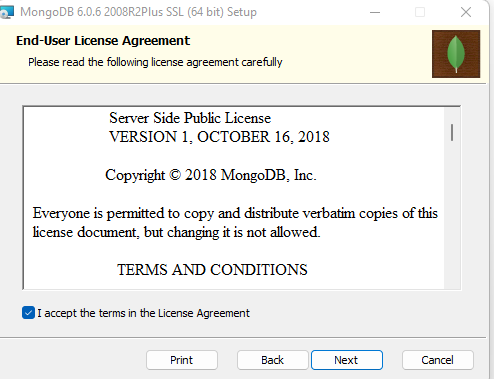 MongoDB 6.0.6 2008R2Plus SSL (64 bit) Setup
End-User License Agreement
Please read the following license agreement carefully
Server Side Public License
VERSION 1, OCTOBER 16, 2018
Copyright © 2018 MongoDB, Inc.
Everyone is permitted to copy and distribute verbatim copies of this
license document, but changing it is not allowed.
TERMS AND CONDITIONS
I accept the terms in the License Agreement
Print Back Next Cancel